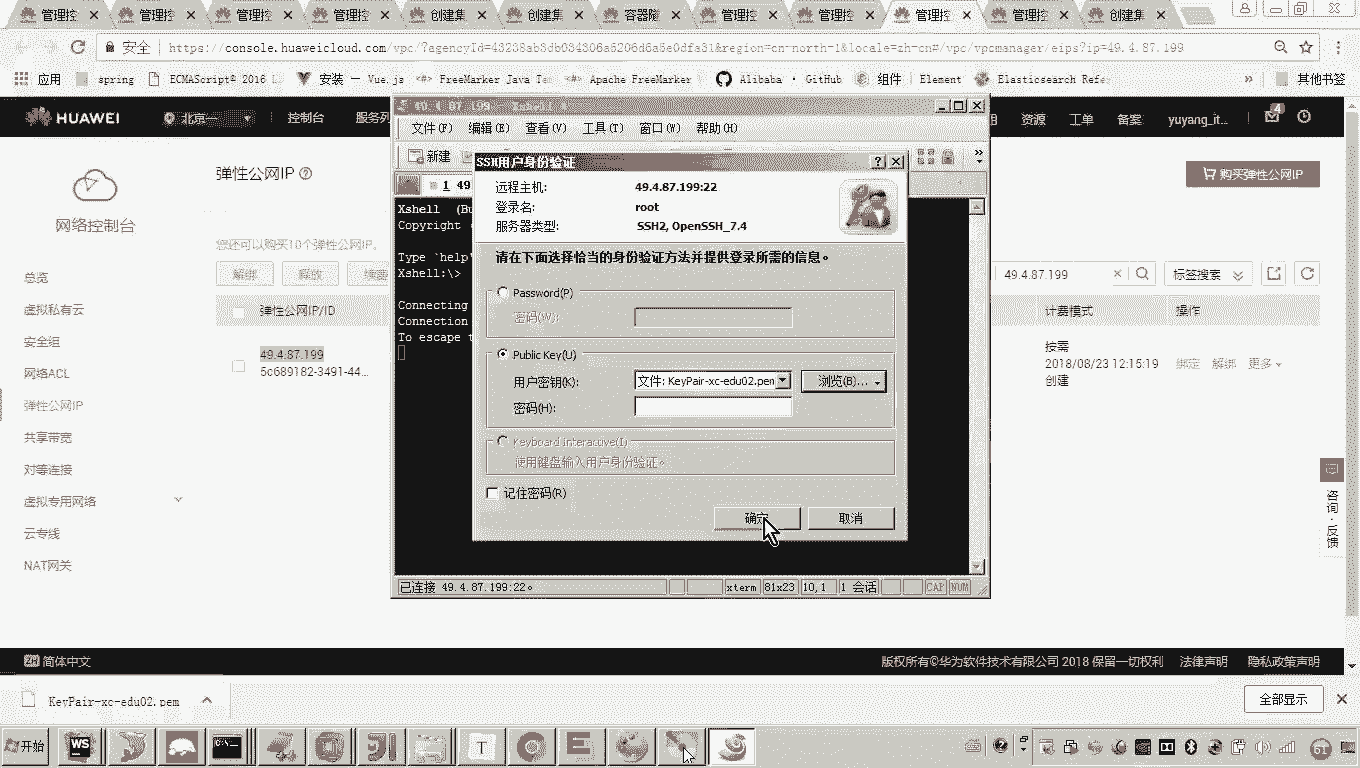 管理控 管理控 管理控 管理控 创建集 创建集 容器随 管理控 管理控 管理控 管理控 创建集
安全 https://console.huaweicloud.com/vpc/?agencyId=
&region=cn-north-1&locale=zh-cn#/vpc/vpcmanager/eips?ip=49.4.87.199
应用 spring ECMAScript® 2016 安装 — Vue.js FreeMarker Java Apache FreeMarker Alibaba · GitHub 组件 Element Elasticsearch Refe 其他书签
HUAWEI 北京一 控制台 服务列 资源 工单 备案 yuyang_it... 4
网络控制台
总览
虚拟私有云
安全组
网络ACL
弹性公网IP
共享带宽
对等连接
虚拟专用网络
云专线
NAT网关
弹性公网IP
购买弹性公网IP
您还可以购买10个弹性公网IP。
解绑 释放 续费
49.4.87.199 标签搜索
弹性公网IP/ID 计费模式 操作
49.4.87.199
5c689182-3491-44...
按需
2018/08/23 12:15:19
创建
绑定 解绑 更多
咨询·反馈
49.4.87.199 - Xshell
文件(F) 编辑(E) 查看(V) 工具(T) 窗口(W) 帮助(H)
新建
1 49
Xshell (Bu
Copyright
Type `help'
Xshell:\>
Connecting
Connection
To escape t
已连接 49.4.87.199:22。 xterm 81x23 10,1 1 会话 CAP NUM
SSH用户身份验证
远程主机: 49.4.87.199:22
登录名: root
服务器类型: SSH2, OpenSSH_7.4
请在下面选择恰当的身份验证方法并提供登录所需的信息。
Password(P)
密码(W):
Public Key(U)
用户密钥(K): 文件: KeyPair-xc-edu02.pem 浏览(B)...
密码(H):
Keyboard Interactive(I)
使用键盘输入用户身份验证。
记住密码(R)
确定 取消
简体中文 版权所有©华为软件技术有限公司 2018 保留一切权利 法律声明 隐私政策声明
KeyPair-xc-edu02.pem 全部显示
开始